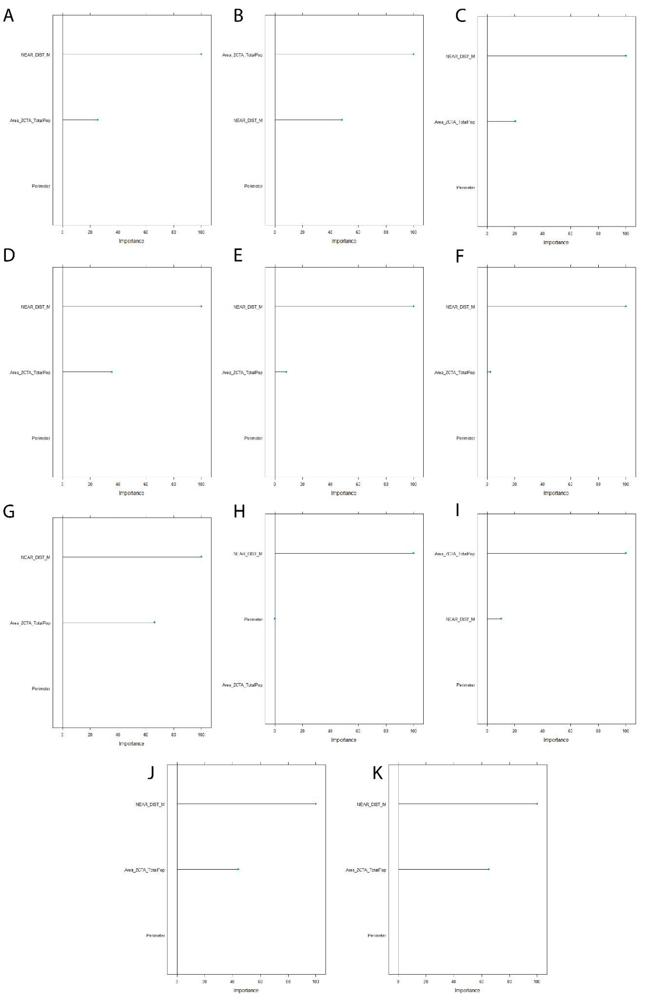 A
NEAR_DIST_M
Area_ZCTA_TotalPop
Perimeter
0 20 40 60 80 100
Importance
B
Area_ZCTA_TotalPop
NEAR_DIST_M
Perimeter
0 20 40 60 80 100
Importance
C
NEAR_DIST_M
Area_ZCTA_TotalPop
Perimeter
0 20 40 60 80 100
Importance
D
NEAR_DIST_M
Area_ZCTA_TotalPop
Perimeter
0 20 40 60 80 100
Importance
E
NEAR_DIST_M
Area_ZCTA_TotalPop
Perimeter
0 20 40 60 80 100
Importance
F
NEAR_DIST_M
Area_ZCTA_TotalPop
Perimeter
0 20 40 60 80 100
Importance
G
NEAR_DIST_M
Area_ZCTA_TotalPop
Perimeter
0 20 40 60 80 100
Importance
H
NEAR_DIST_M
Perimeter
Area_ZCTA_TotalPop
0 20 40 60 80 100
Importance
I
Area_ZCTA_TotalPop
NEAR_DIST_M
Perimeter
0 20 40 60 80 100
Importance
J
NEAR_DIST_M
Area_ZCTA_TotalPop
Perimeter
0 20 40 60 80 100
Importance
K
NEAR_DIST_M
Area_ZCTA_TotalPop
Perimeter
0 20 40 60 80 100
Importance